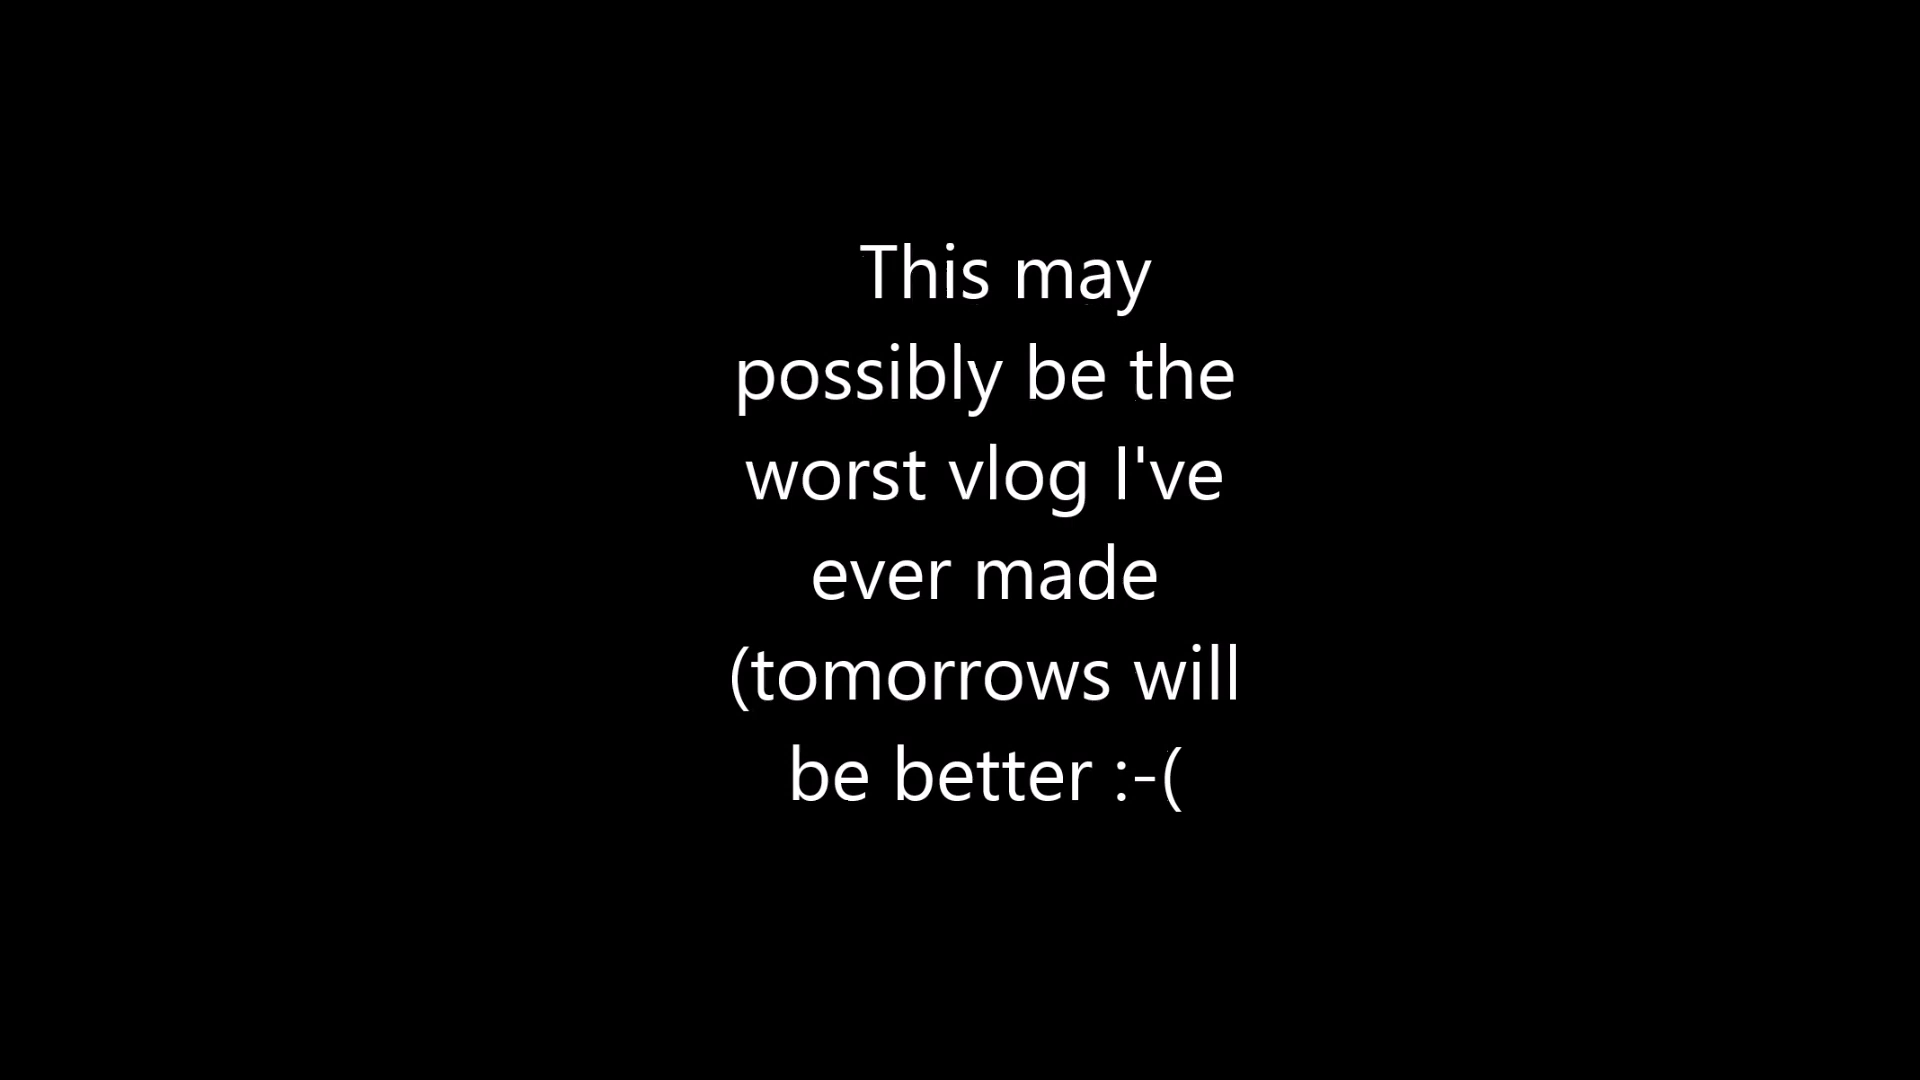 This may
possibly be the
worst vlog I've
ever made
(tomorrows will
be better :-(